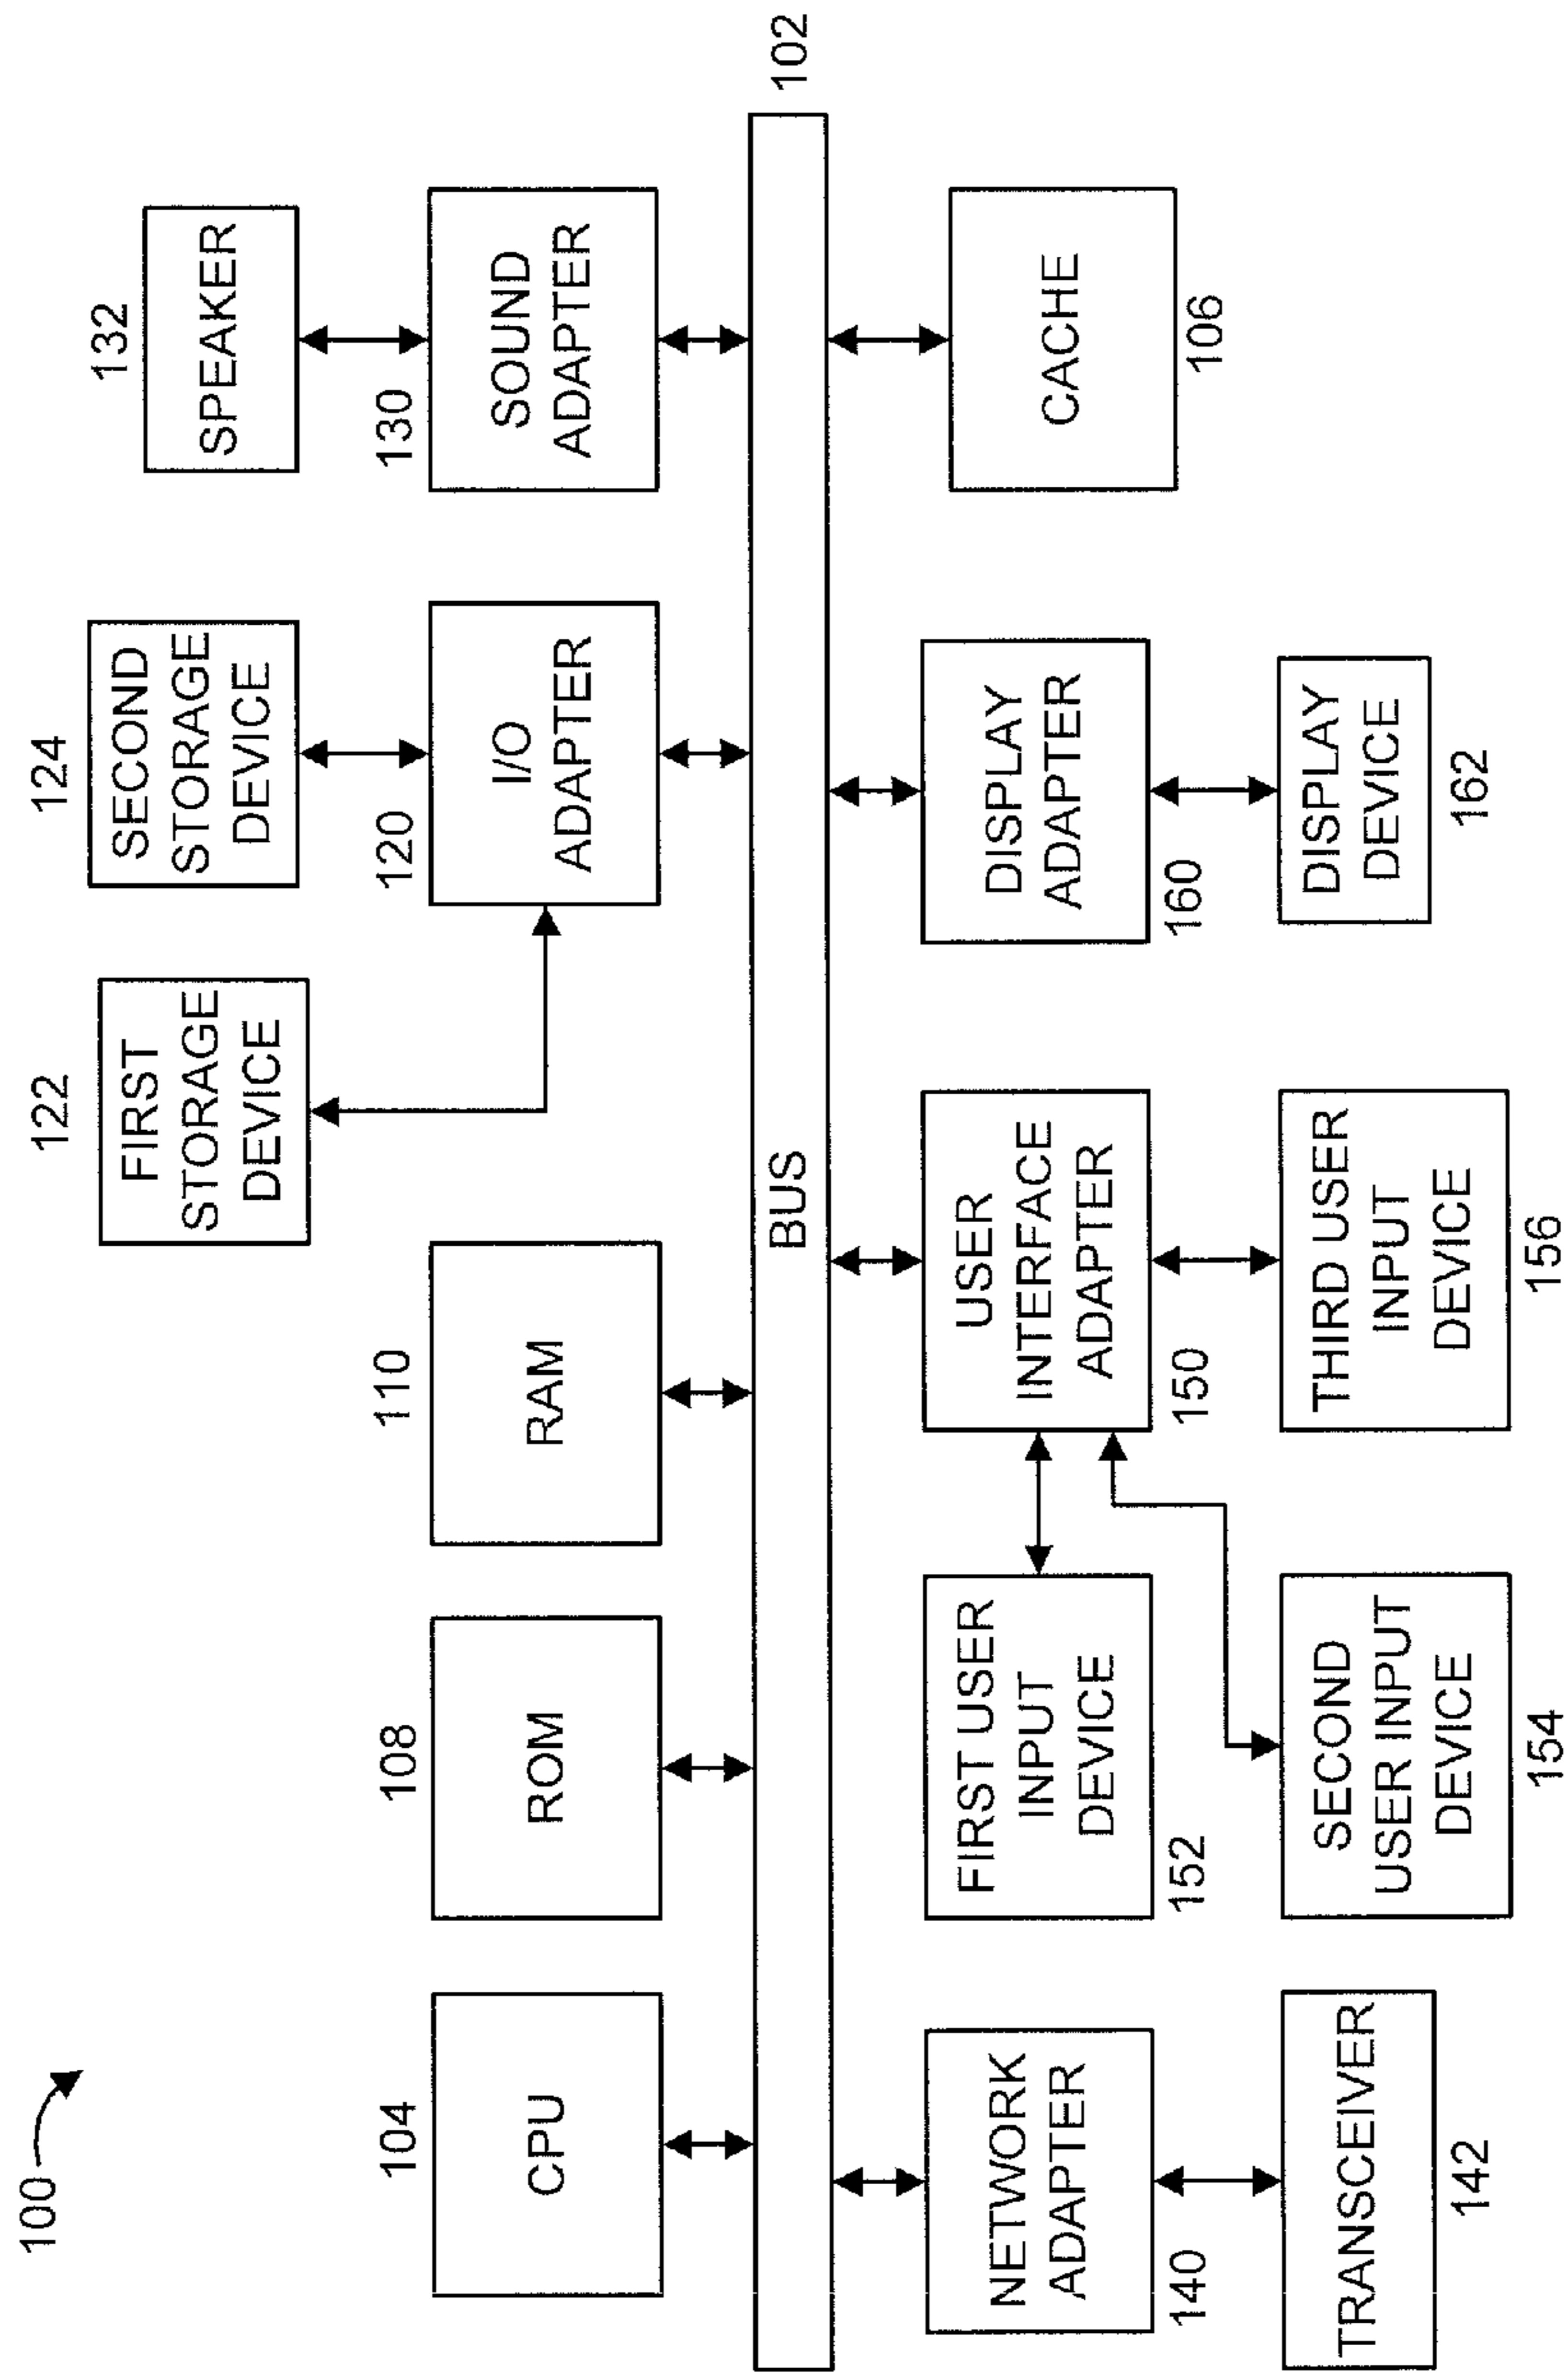 100
122
FIRST
STORAGE
DEVICE
124
SECOND
STORAGE
DEVICE
132
SPEAKER
104
CPU
108
ROM
110
RAM
120
I/O
ADAPTER
130
SOUND
ADAPTER
BUS
102
NETWORK
ADAPTER
140
FIRST USER
INPUT
DEVICE
152
USER
INTERFACE
ADAPTER
150
DISPLAY
ADAPTER
160
CACHE
106
TRANSCEIVER
142
SECOND
USER INPUT
DEVICE
154
THIRD USER
INPUT
DEVICE
156
DISPLAY
DEVICE
162